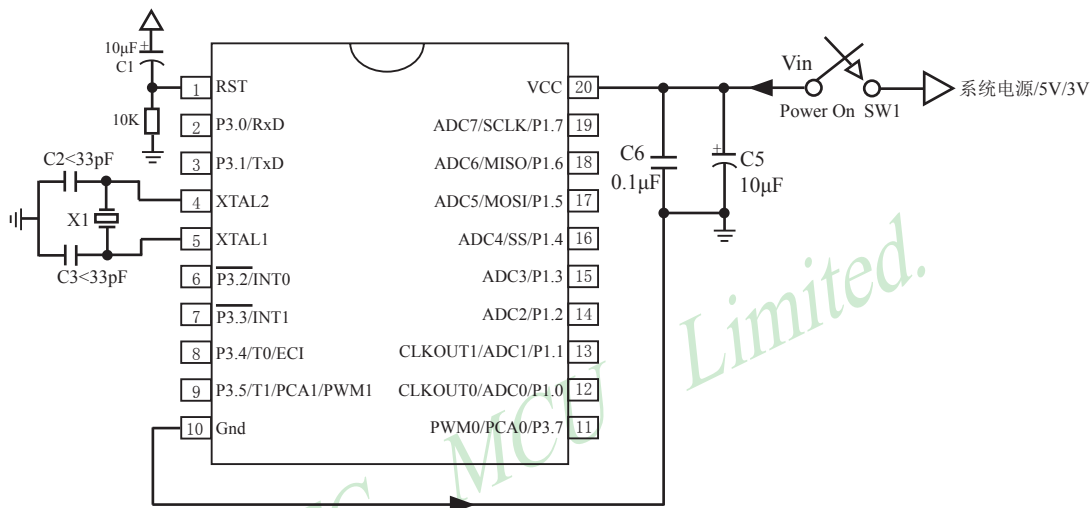 10μF
+
C1
10K
C2<33pF
X1
C3<33pF
1 RST
2 P3.0/RxD
3 P3.1/TxD
4 XTAL2
5 XTAL1
6 P3.2/INT0
7 P3.3/INT1
8 P3.4/T0/ECI
9 P3.5/T1/PCA1/PWM1
10 Gnd
VCC 20
ADC7/SCLK/P1.7 19
ADC6/MISO/P1.6 18
ADC5/MOSI/P1.5 17
ADC4/SS/P1.4 16
ADC3/P1.3 15
ADC2/P1.2 14
CLKOUT1/ADC1/P1.1 13
CLKOUT0/ADC0/P1.0 12
PWM0/PCA0/P3.7 11
C6
0.1μF
+
C5
10μF
Vin
Power On SW1
系统电源/5V/3V
MCU Limited.